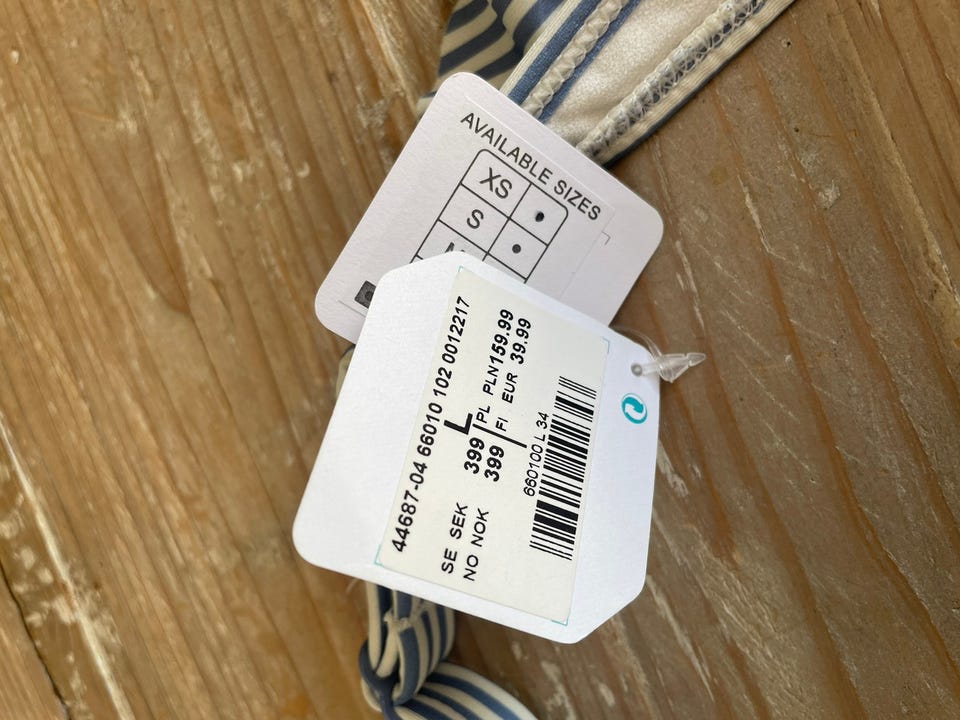 AVAILABLE SIZES
XS
S
44687-04 66010 102 0012217
L
SE SEK 399 PL PLN159.99
NO NOK 399 FI EUR 39.99
660100 L 34